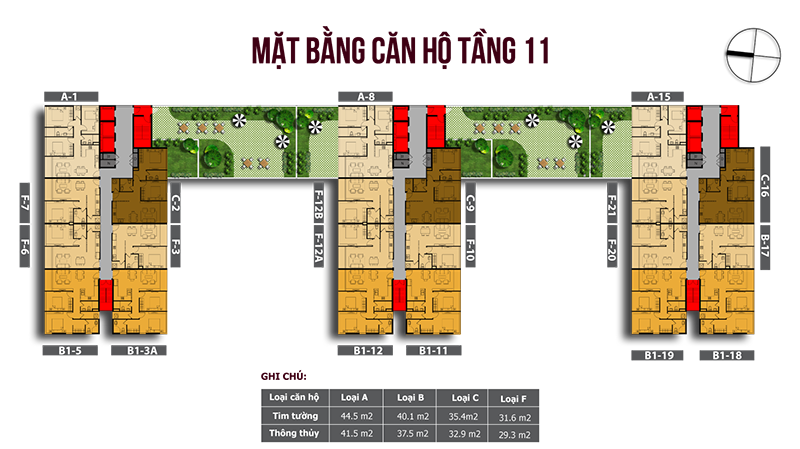 MẶT BẰNG CĂN HỘ TẦNG 11
A-1
A-8
A-15
F-7
C-2
F-12B
C-9
F-21
C-16
F-6
F-3
F-12A
F-10
F-20
B-17
B1-5
B1-3A
B1-12
B1-11
B1-19
B1-18
GHI CHÚ:
Loại căn hộ Loại A Loại B Loại C Loại F
Tim tường 44.5 m2 40.1 m2 35.4m2 31.6 m2
Thông thủy 41.5 m2 37.5 m2 32.9 m2 29.3 m2